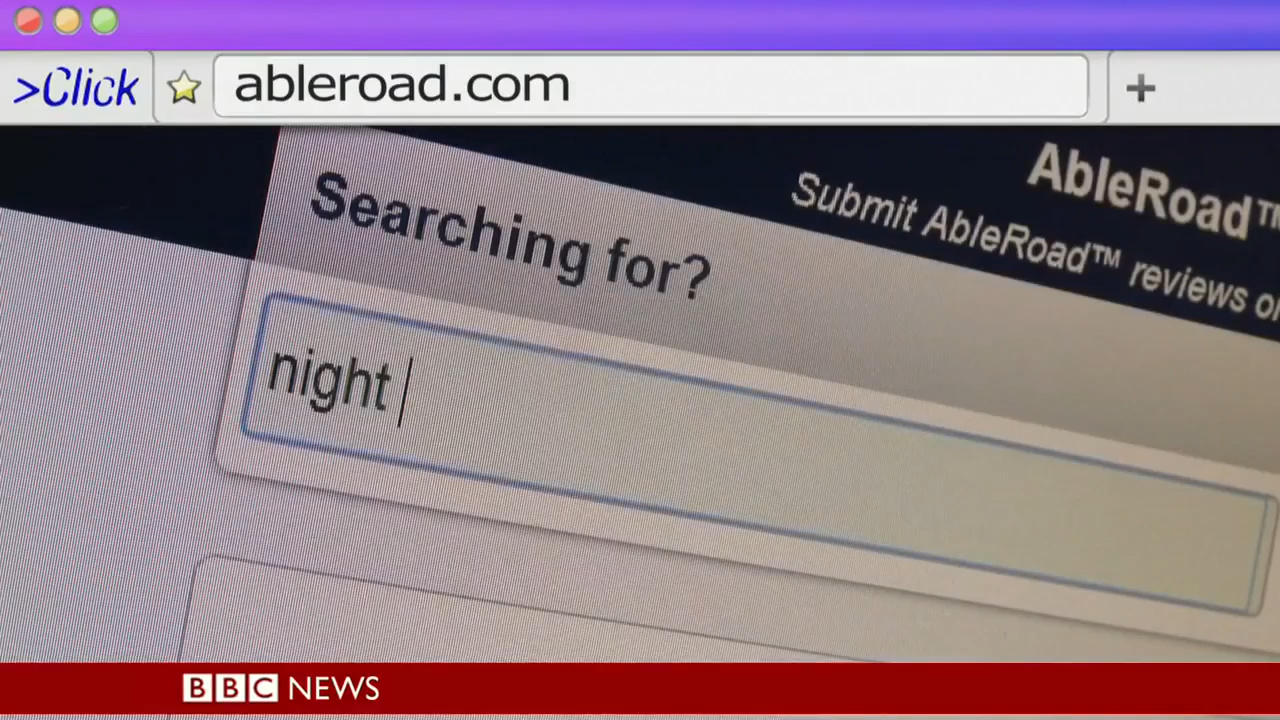 >Click
ableroad.com
+
AbleRoad™
Submit AbleRoad™ reviews
Searching for?
night
BBC NEWS